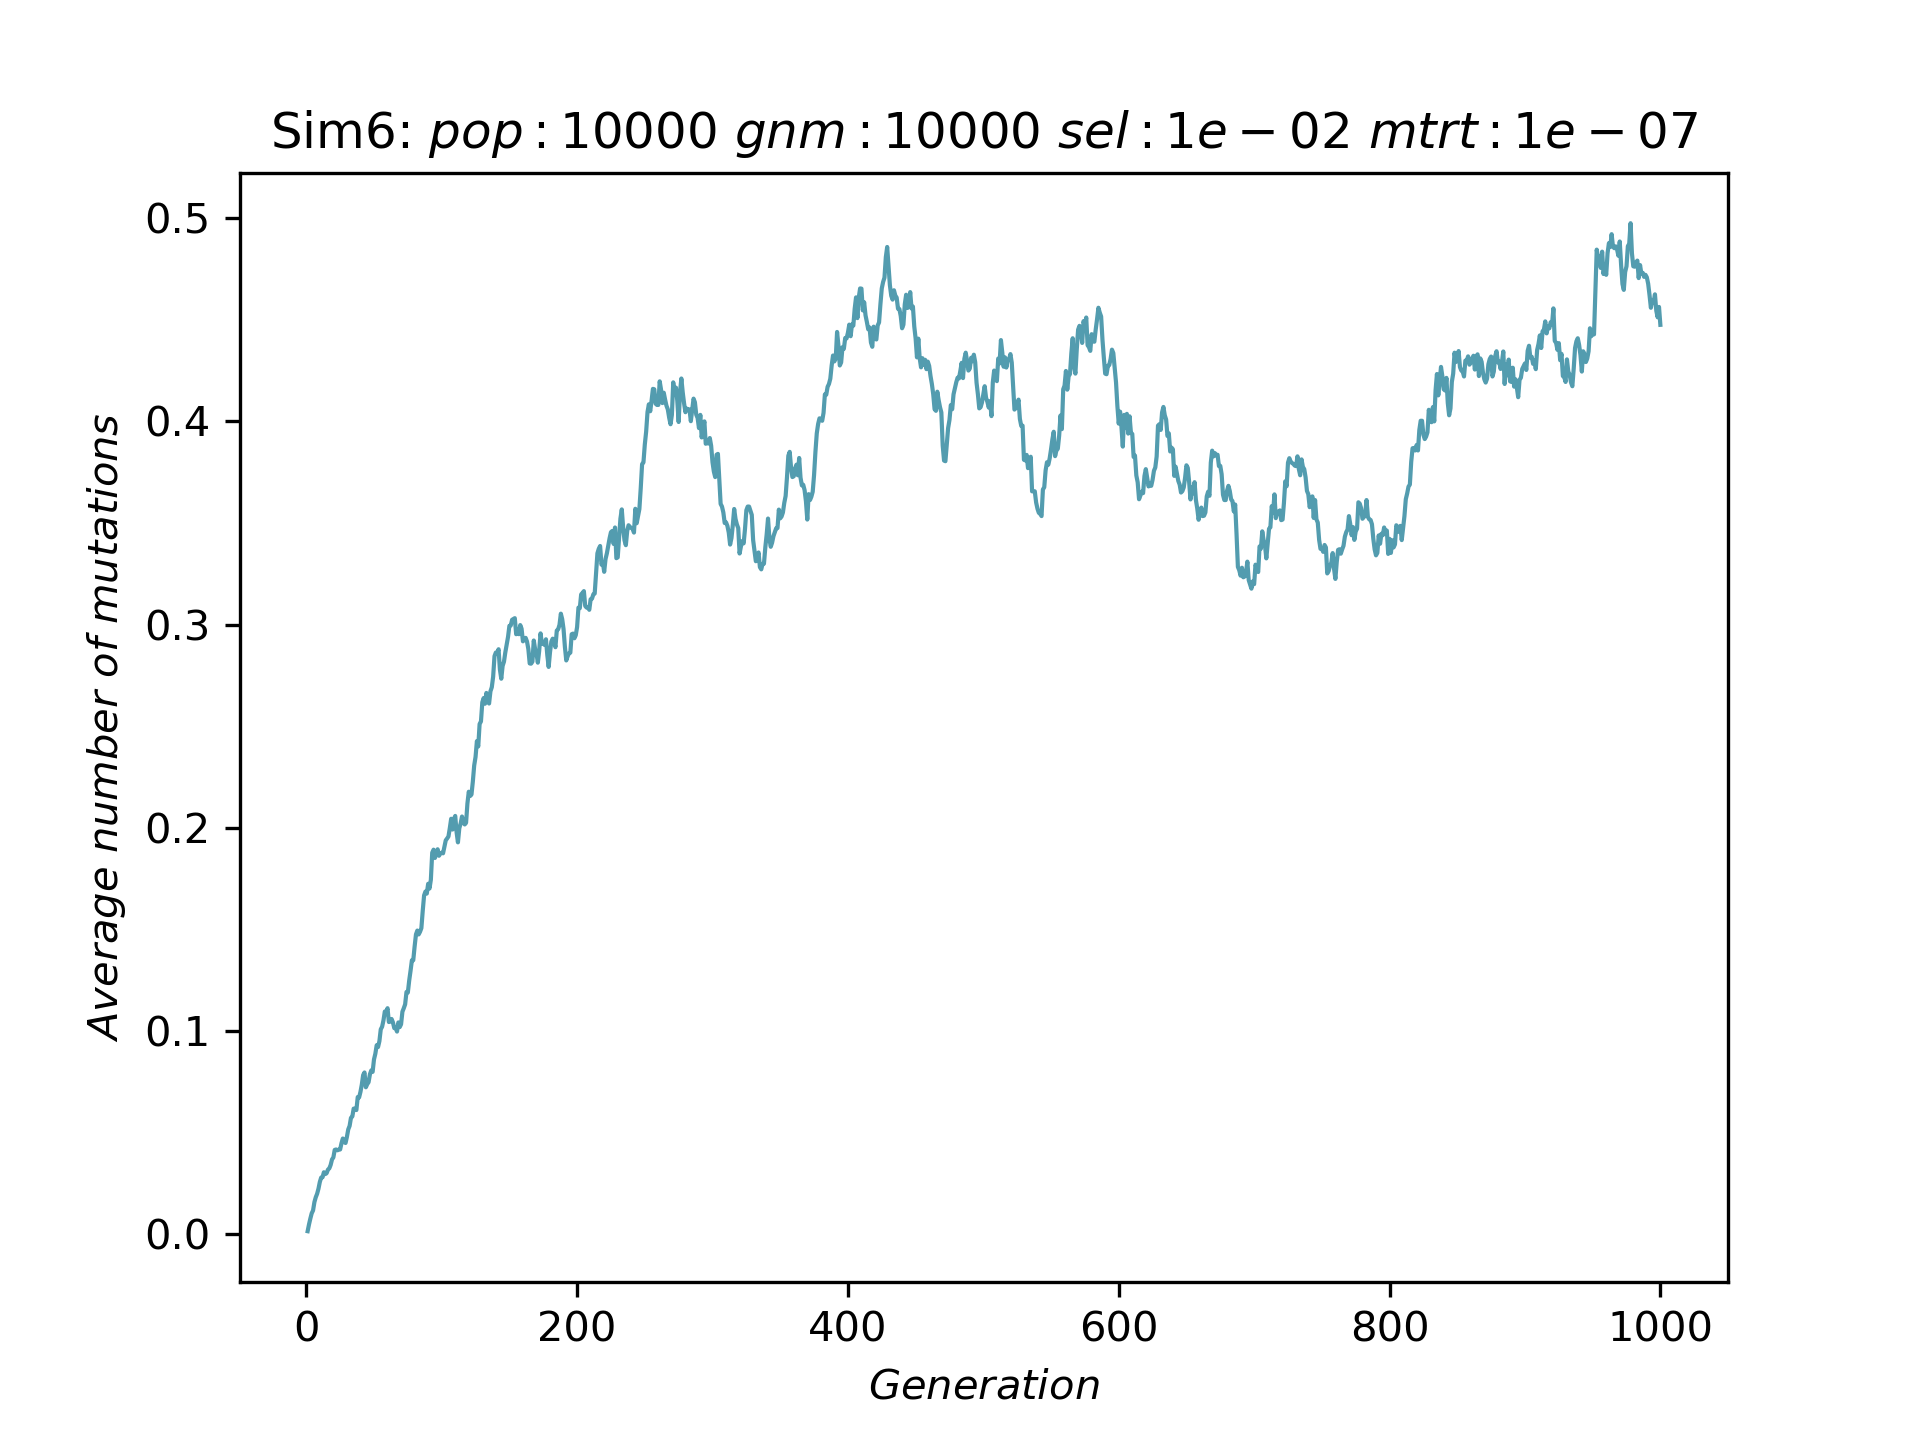 Sim6: pop : 10000 gnm : 10000 sel : 1e − 02 mtrt : 1e − 07
Average number of mutations
0.5
0.4
0.3
0.2
0.1
0.0
0 200 400 600 800 1000
Generation